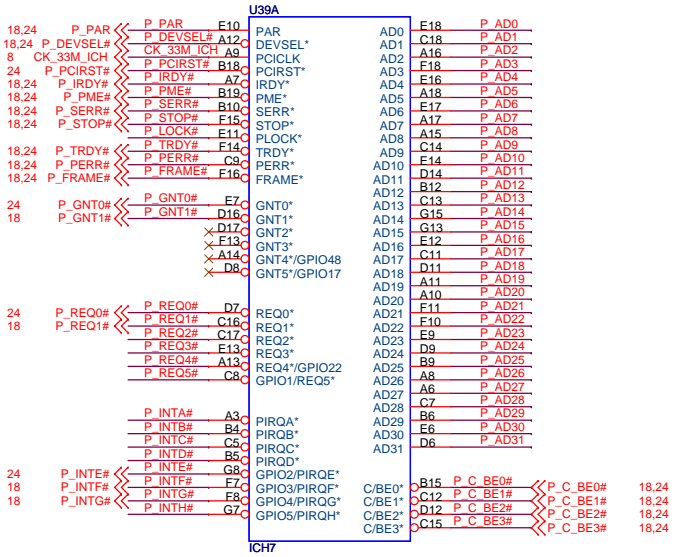 U39A
18,24 P_PAR P_PAR E10 PAR AD0 E18 P_AD0
18,24 P_DEVSEL# P_DEVSEL# A12 DEVSEL* AD1 C18 P_AD1
8 CK_33M_ICH CK_33M_ICH A9 PCICLK AD2 A16 P_AD2
24 P_PCIRST# P_PCIRST# B18 PCIRST* AD3 F18 P_AD3
18,24 P_IRDY# P_IRDY# A7 IRDY* AD4 E16 P_AD4
18,24 P_PME# P_PME# B19 PME* AD5 A18 P_AD5
18,24 P_SERR# P_SERR# B10 SERR* AD6 E17 P_AD6
18,24 P_STOP# P_STOP# F15 STOP* AD7 A17 P_AD7
P_LOCK# E11 PLOCK* AD8 A15 P_AD8
18,24 P_TRDY# P_TRDY# F14 TRDY* AD9 C14 P_AD9
18,24 P_PERR# P_PERR# C9 PERR* AD10 E14 P_AD10
18,24 P_FRAME# P_FRAME# F16 FRAME* AD11 D14 P_AD11
AD12 B12 P_AD12
24 P_GNT0# P_GNT0# E7 GNT0* AD13 C13 P_AD13
18 P_GNT1# P_GNT1# D16 GNT1* AD14 G15 P_AD14
D17 GNT2* AD15 G13 P_AD15
F13 GNT3* AD16 E12 P_AD16
A14 GNT4*/GPIO48 AD17 C11 P_AD17
D8 GNT5*/GPIO17 AD18 D11 P_AD18
AD19 A11 P_AD19
AD20 A10 P_AD20
24 P_REQ0# P_REQ0# D7 REQ0* AD21 F11 P_AD21
18 P_REQ1# P_REQ1# C16 REQ1* AD22 F10 P_AD22
P_REQ2# C17 REQ2* AD23 E9 P_AD23
P_REQ3# E13 REQ3* AD24 D9 P_AD24
P_REQ4# A13 REQ4*/GPIO22 AD25 B9 P_AD25
P_REQ5# C8 GPIO1/REQ5* AD26 A8 P_AD26
AD27 A6 P_AD27
AD28 C7 P_AD28
P_INTA# A3 PIRQA* AD29 B6 P_AD29
P_INTB# B4 PIRQB* AD30 E6 P_AD30
P_INTC# C5 PIRQC* AD31 D6 P_AD31
P_INTD# B5 PIRQD*
24 P_INTE# P_INTE# G8 GPIO2/PIRQE*
18 P_INTF# P_INTF# F7 GPIO3/PIRQF* C/BE0* B15 P_C_BE0# P_C_BE0# 18,24
18 P_INTG# P_INTG# F8 GPIO4/PIRQG* C/BE1* C12 P_C_BE1# P_C_BE1# 18,24
P_INTH# G7 GPIO5/PIRQH* C/BE2* D12 P_C_BE2# P_C_BE2# 18,24
C/BE3* C15 P_C_BE3# P_C_BE3# 18,24
ICH7